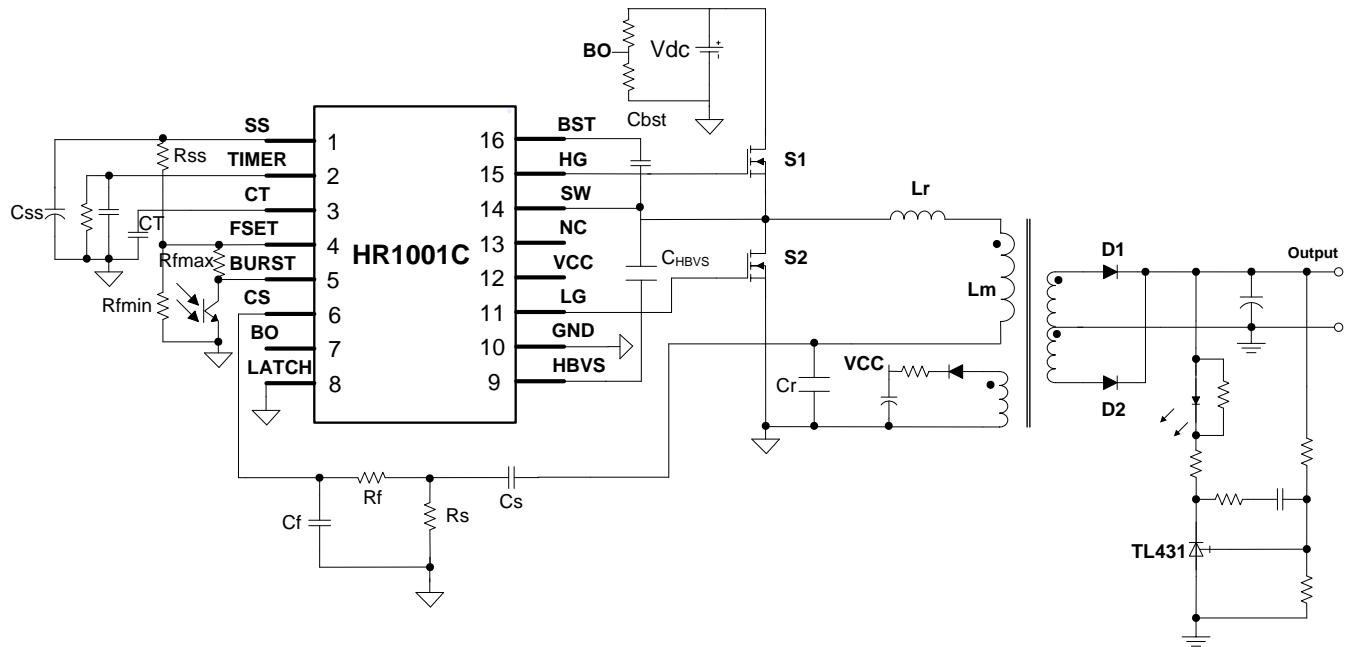 BO
Vdc
+
Cbst
SS
1
Rss
TIMER
2
CT
3
Css
CT
FSET
4
Rfmax
BURST
5
Rfmin
CS
6
BO
7
LATCH
8
HR1001C
16
BST
15
HG
14
SW
13
NC
12
VCC
11
LG
10
GND
9
HBVS
CHBVS
S1
S2
Lr
Lm
Cr
VCC
D1
D2
Output
TL431
Rf
Cs
Cf
Rs